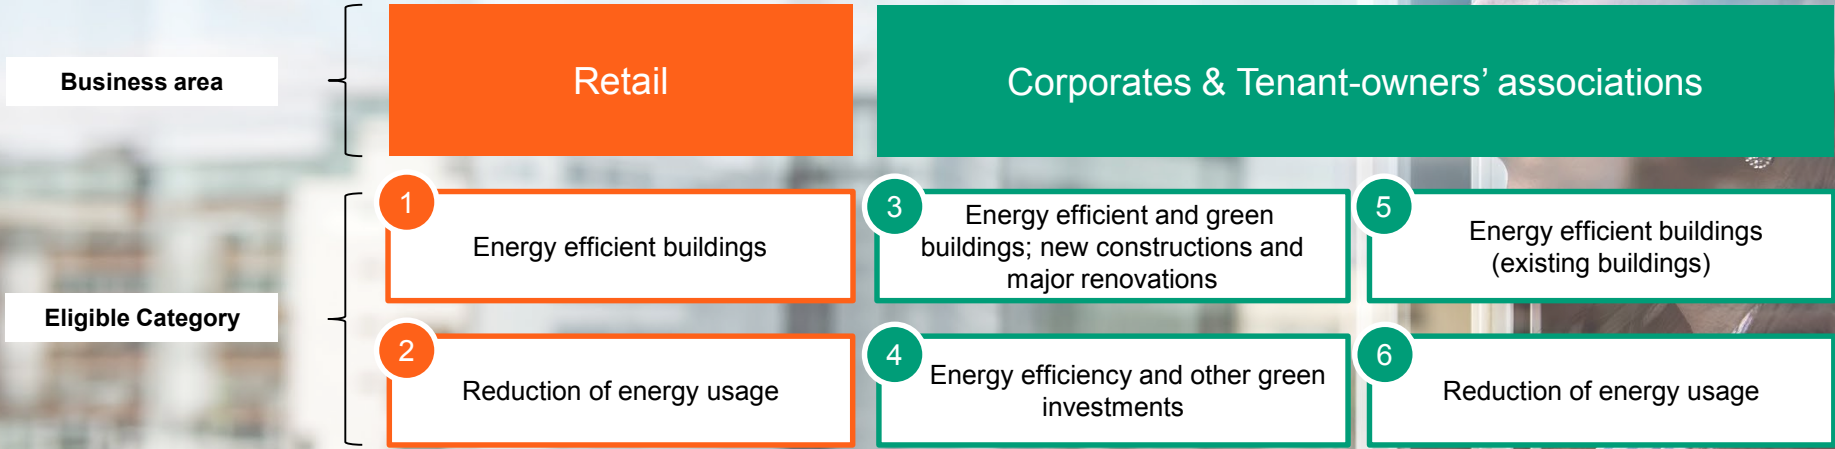 Business area
Retail
Corporates & Tenant-owners’ associations
Eligible Category
1
Energy efficient buildings
3
Energy efficient and green
buildings; new constructions and
major renovations
5
Energy efficient buildings
(existing buildings)
2
Reduction of energy usage
4
Energy efficiency and other green
investments
6
Reduction of energy usage